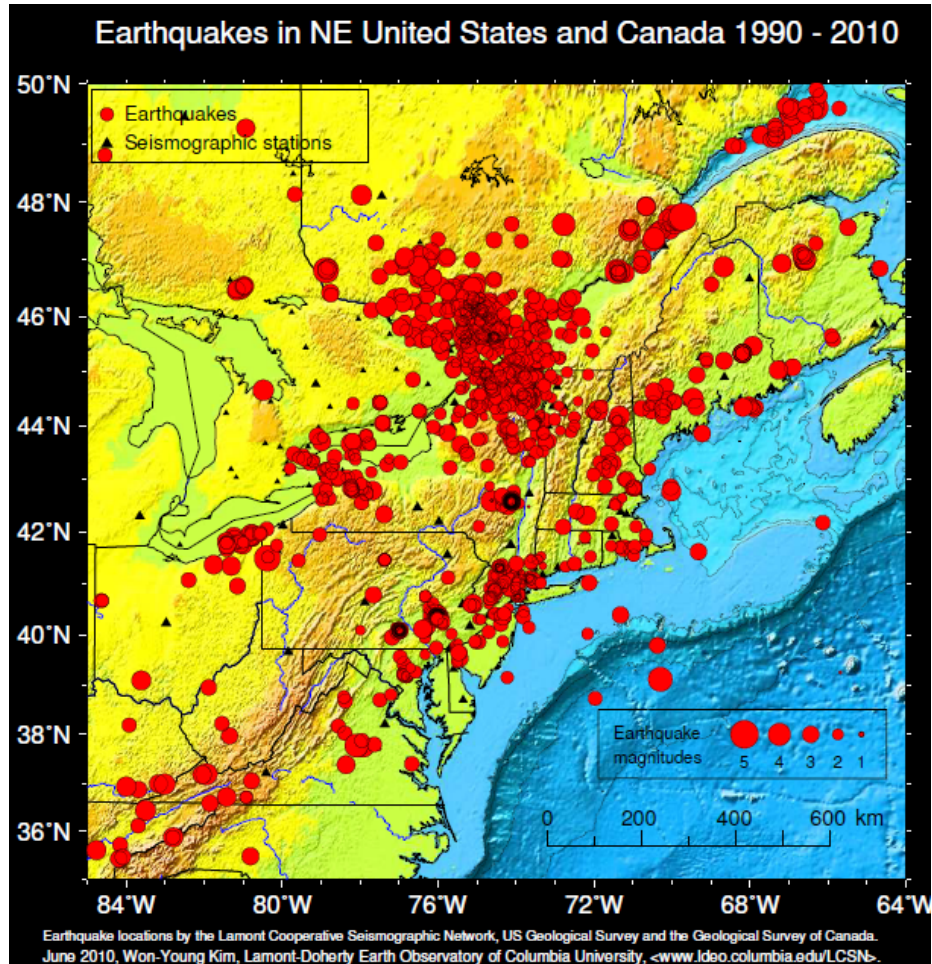 Earthquakes in NE United States and Canada 1990 - 2010
50°N
Earthquakes
Seismographic stations
48°N
46°N
44°N
42°N
40°N
38°N
Earthquake
magnitudes
5 4 3 2 1
36°N
0 200 400 600 km
84°W 80°W 76°W 72°W 68°W 64°W
Earthquake locations by the Lamont Cooperative Seismographic Network, US Geological Survey and the Geological Survey of Canada.
June 2010, Won-Young Kim, Lamont-Doherty Earth Observatory of Columbia University, <www.ldeo.columbia.edu/LCSN>.